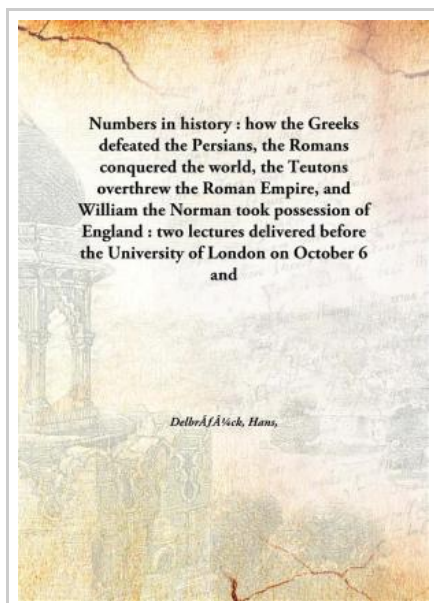 Numbers in history : how the Greeks
defeated the Persians, the Romans
conquered the world, the Teutons
overthrew the Roman Empire, and
William the Norman took possession of
England : two lectures delivered before
the University of London on October 6
and
DelbrÃƒÂ¼ck, Hans,